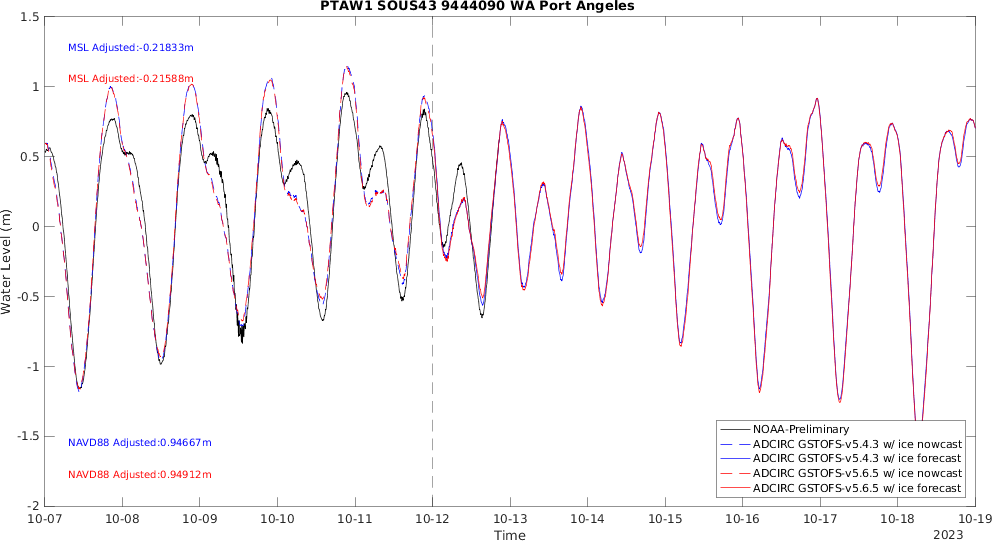 PTAW1 SOUS43 9444090 WA Port Angeles
1.5
MSL Adjusted:-0.21833m
MSL Adjusted:-0.21588m
1
0.5
0
Water Level (m)
-0.5
-1
-1.5
NAVD88 Adjusted:0.94667m
NAVD88 Adjusted:0.94912m
-2
NOAA-Preliminary
ADCIRC GSTOFS-v5.4.3 w/ ice nowcast
ADCIRC GSTOFS-v5.4.3 w/ ice forecast
ADCIRC GSTOFS-v5.6.5 w/ ice nowcast
ADCIRC GSTOFS-v5.6.5 w/ ice forecast
10-07 10-08 10-09 10-10 10-11 10-12 10-13 10-14 10-15 10-16 10-17 10-18 10-19
Time
2023